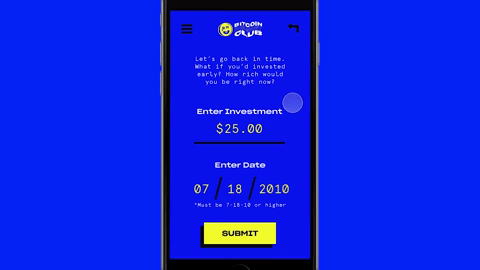 BITCOIN
CLUB
Let's go back in time.
What if you'd invested
early? How rich would
you be right now?
Enter Investment
$25.00
Enter Date
07 / 18 / 2010
*Must be 7-18-10 or higher
SUBMIT